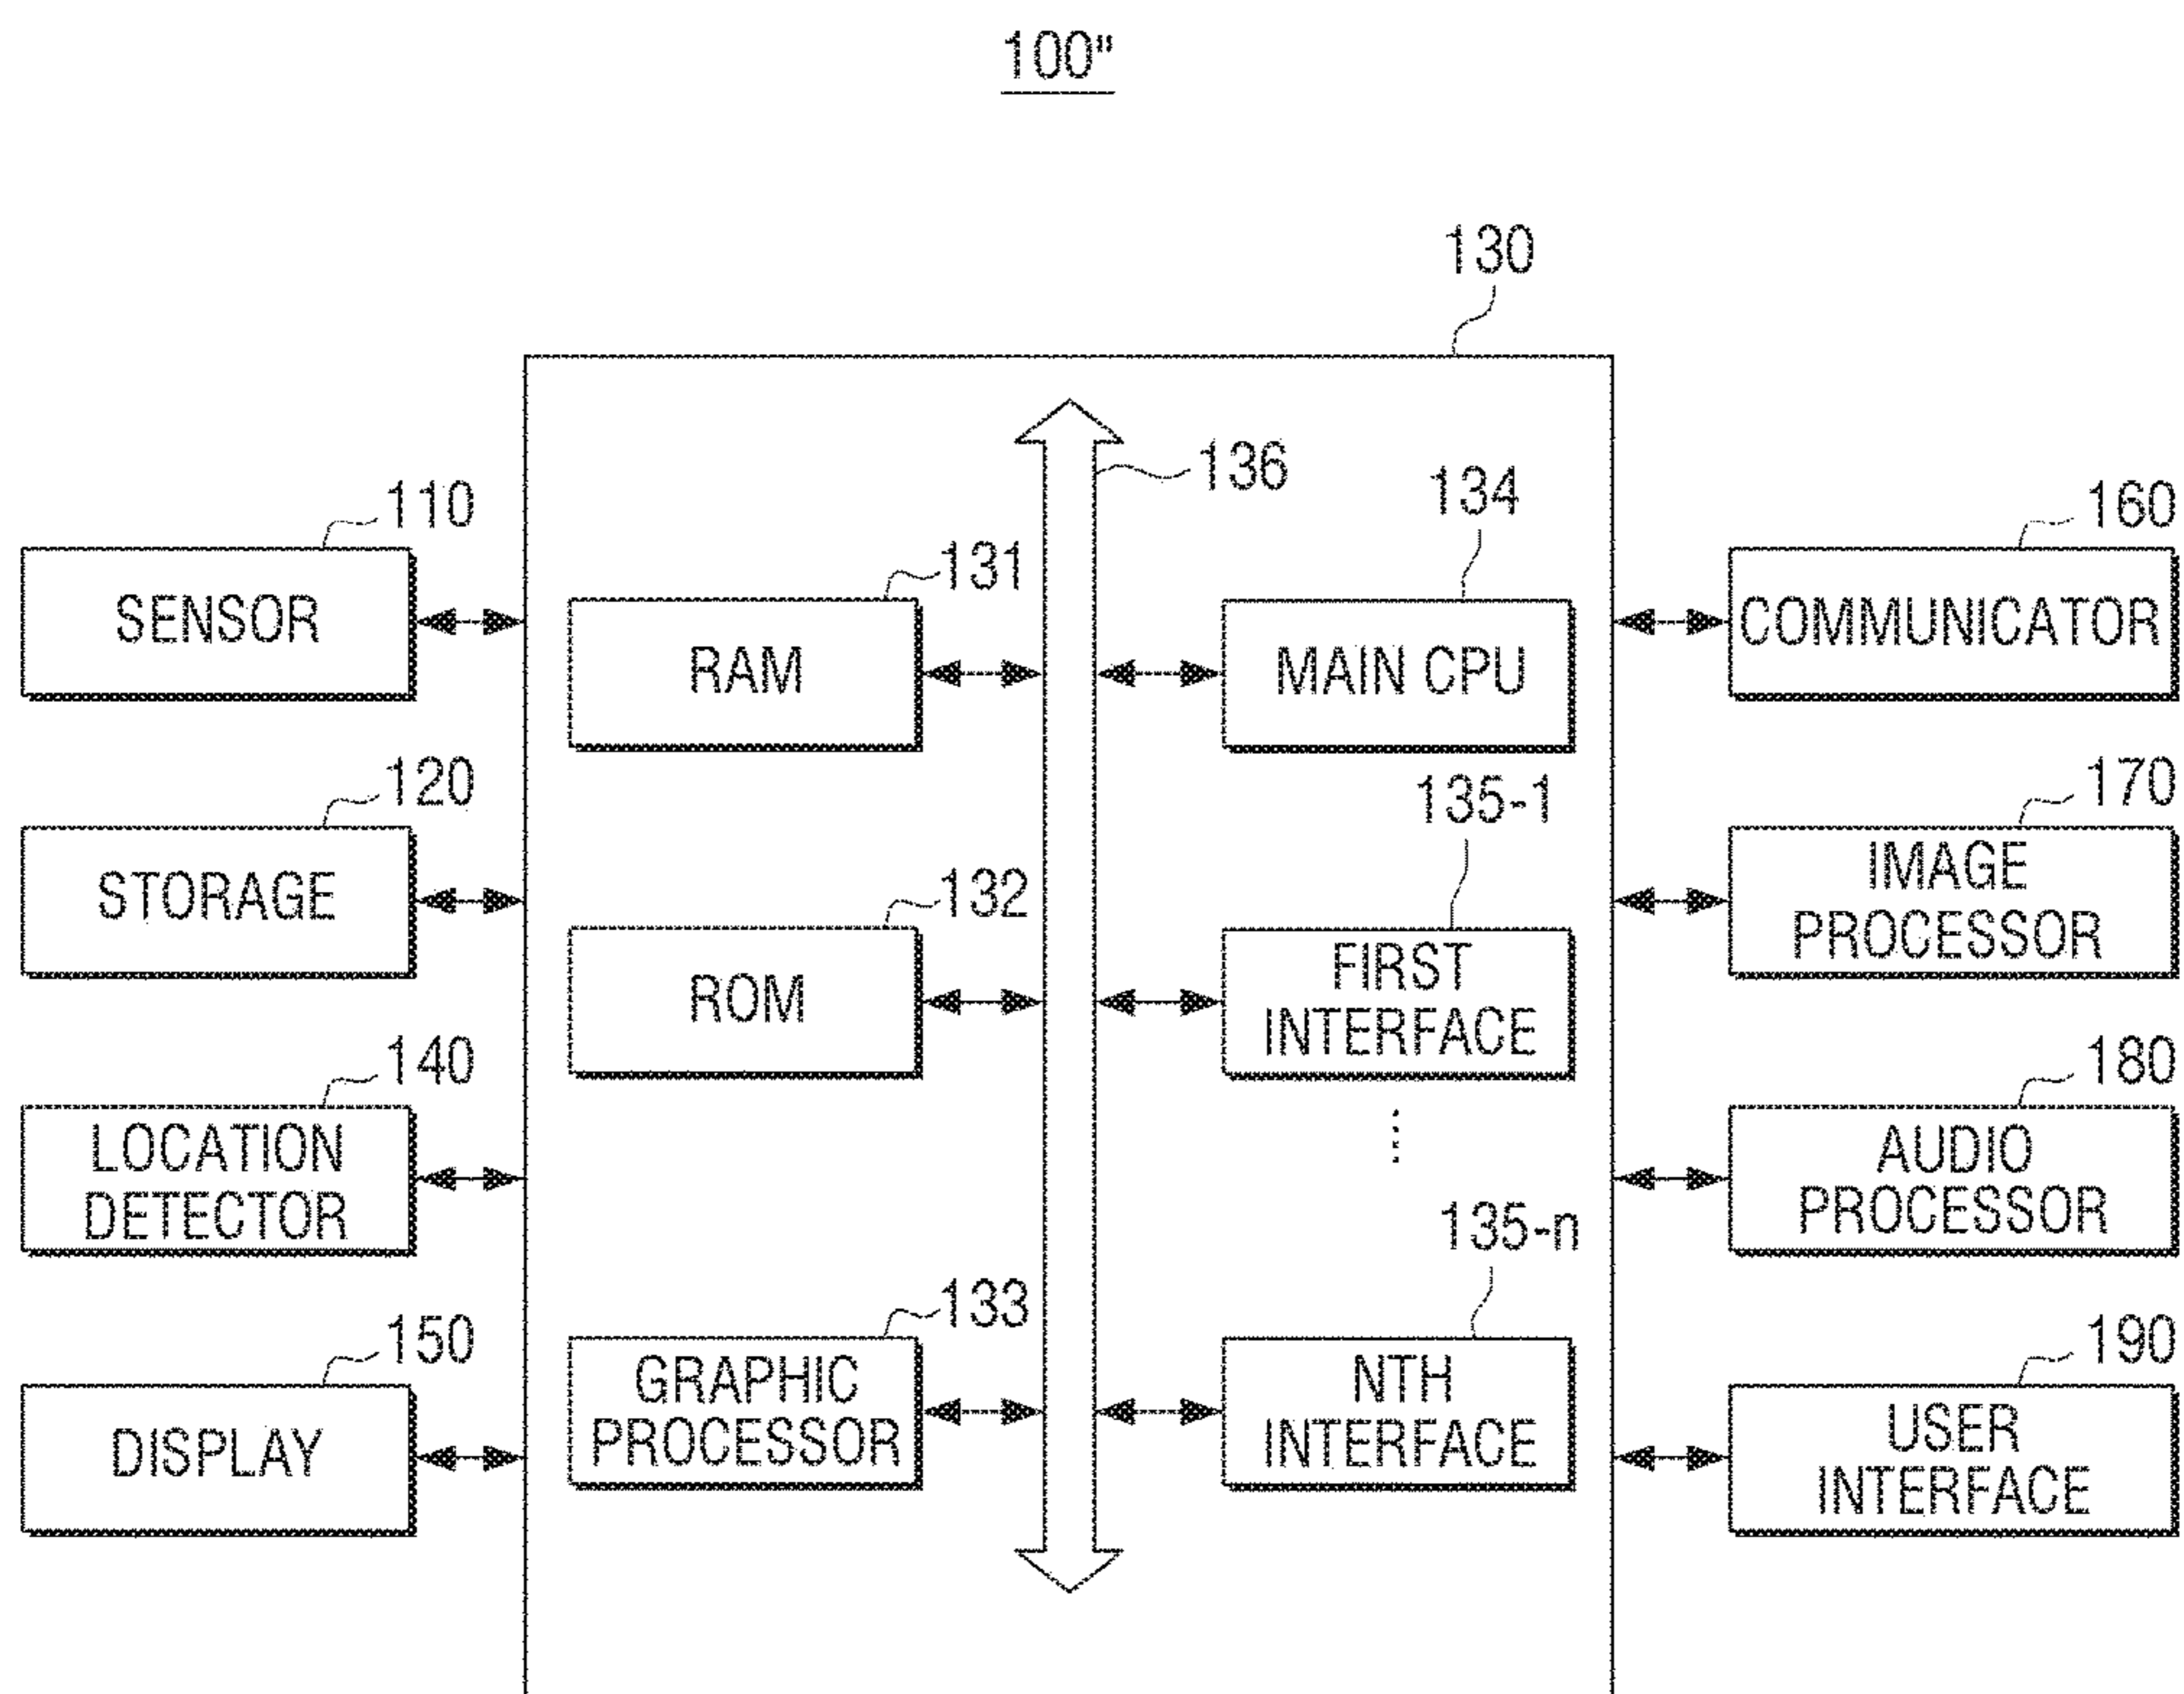 100"
130
136
134
110
160
131
SENSOR
COMMUNICATOR
RAM
MAIN CPU
120
135-1
170
STORAGE
IMAGE
PROCESSOR
132
ROM
FIRST
INTERFACE
140
180
LOCATION
DETECTOR
AUDIO
PROCESSOR
135-n
133
150
190
GRAPHIC
PROCESSOR
NTH
INTERFACE
DISPLAY
USER
INTERFACE